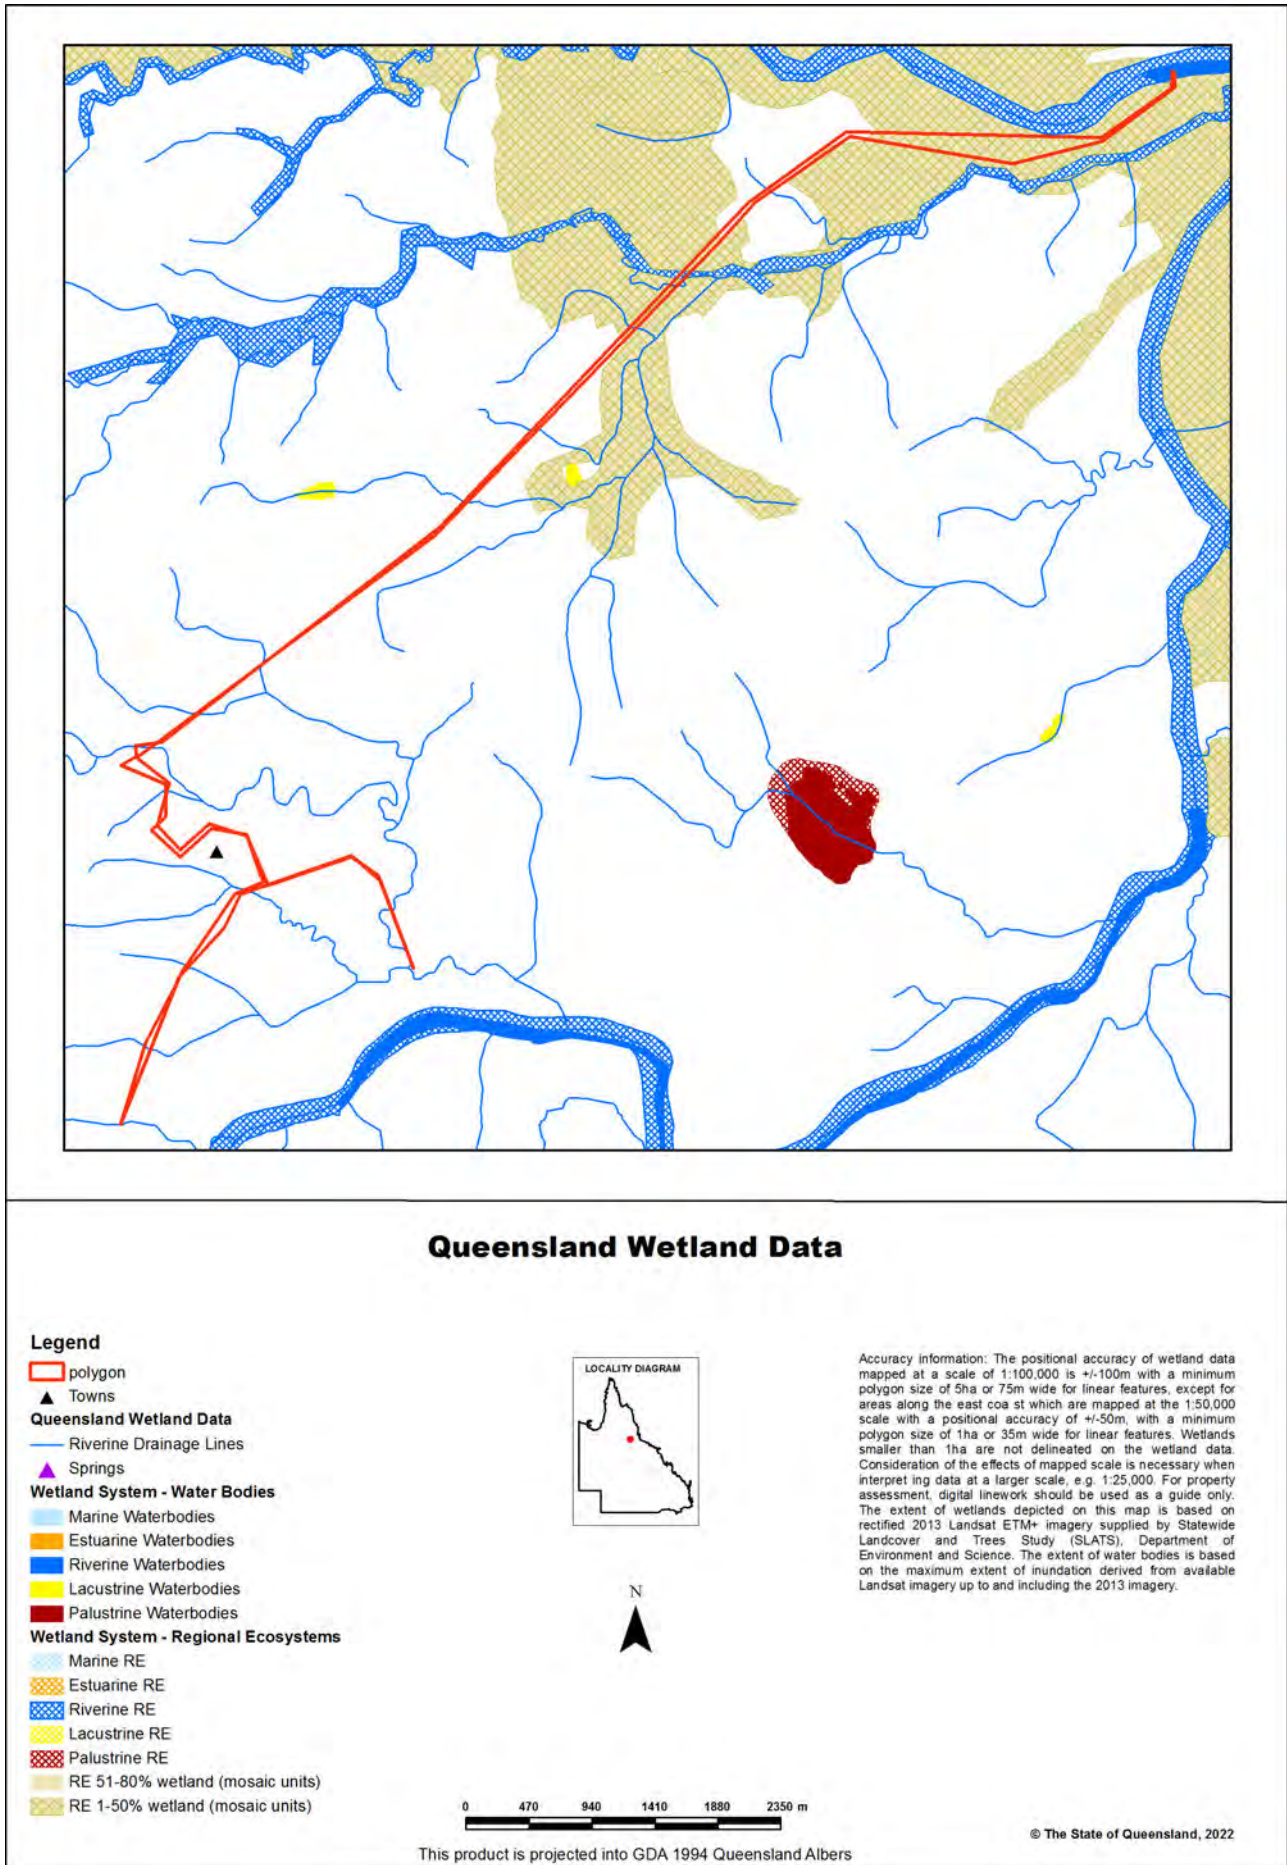 Queensland Wetland Data
Legend
polygon
Towns
Queensland Wetland Data
Riverine Drainage Lines
Springs
Wetland System - Water Bodies
Marine Waterbodies
Estuarine Waterbodies
Riverine Waterbodies
Lacustrine Waterbodies
Palustrine Waterbodies
Wetland System - Regional Ecosystems
Marine RE
Estuarine RE
Riverine RE
Lacustrine RE
Palustrine RE
RE 51-80% wetland (mosaic units)
RE 1-50% wetland (mosaic units)
LOCALITY DIAGRAM
N
0 470 940 1410 1880 2350 m
This product is projected into GDA 1994 Queensland Albers
Accuracy information: The positional accuracy of wetland data
mapped at a scale of 1:100,000 is +/-100m with a minimum
polygon size of 5ha or 75m wide for linear features, except for
areas along the east coa st which are mapped at the 1:50,000
scale with a positional accuracy of +/-50m, with a minimum
polygon size of 1ha or 35m wide for linear features. Wetlands
smaller than 1ha are not delineated on the wetland data.
Consideration of the effects of mapped scale is necessary when
interpret ing data at a larger scale, e.g. 1:25,000. For property
assessment, digital linework should be used as a guide only.
The extent of wetlands depicted on this map is based on
rectified 2013 Landsat ETM+ imagery supplied by Statewide
Landcover and Trees Study (SLATS), Department of
Environment and Science. The extent of water bodies is based
on the maximum extent of inundation derived from available
Landsat imagery up to and including the 2013 imagery.
© The State of Queensland, 2022